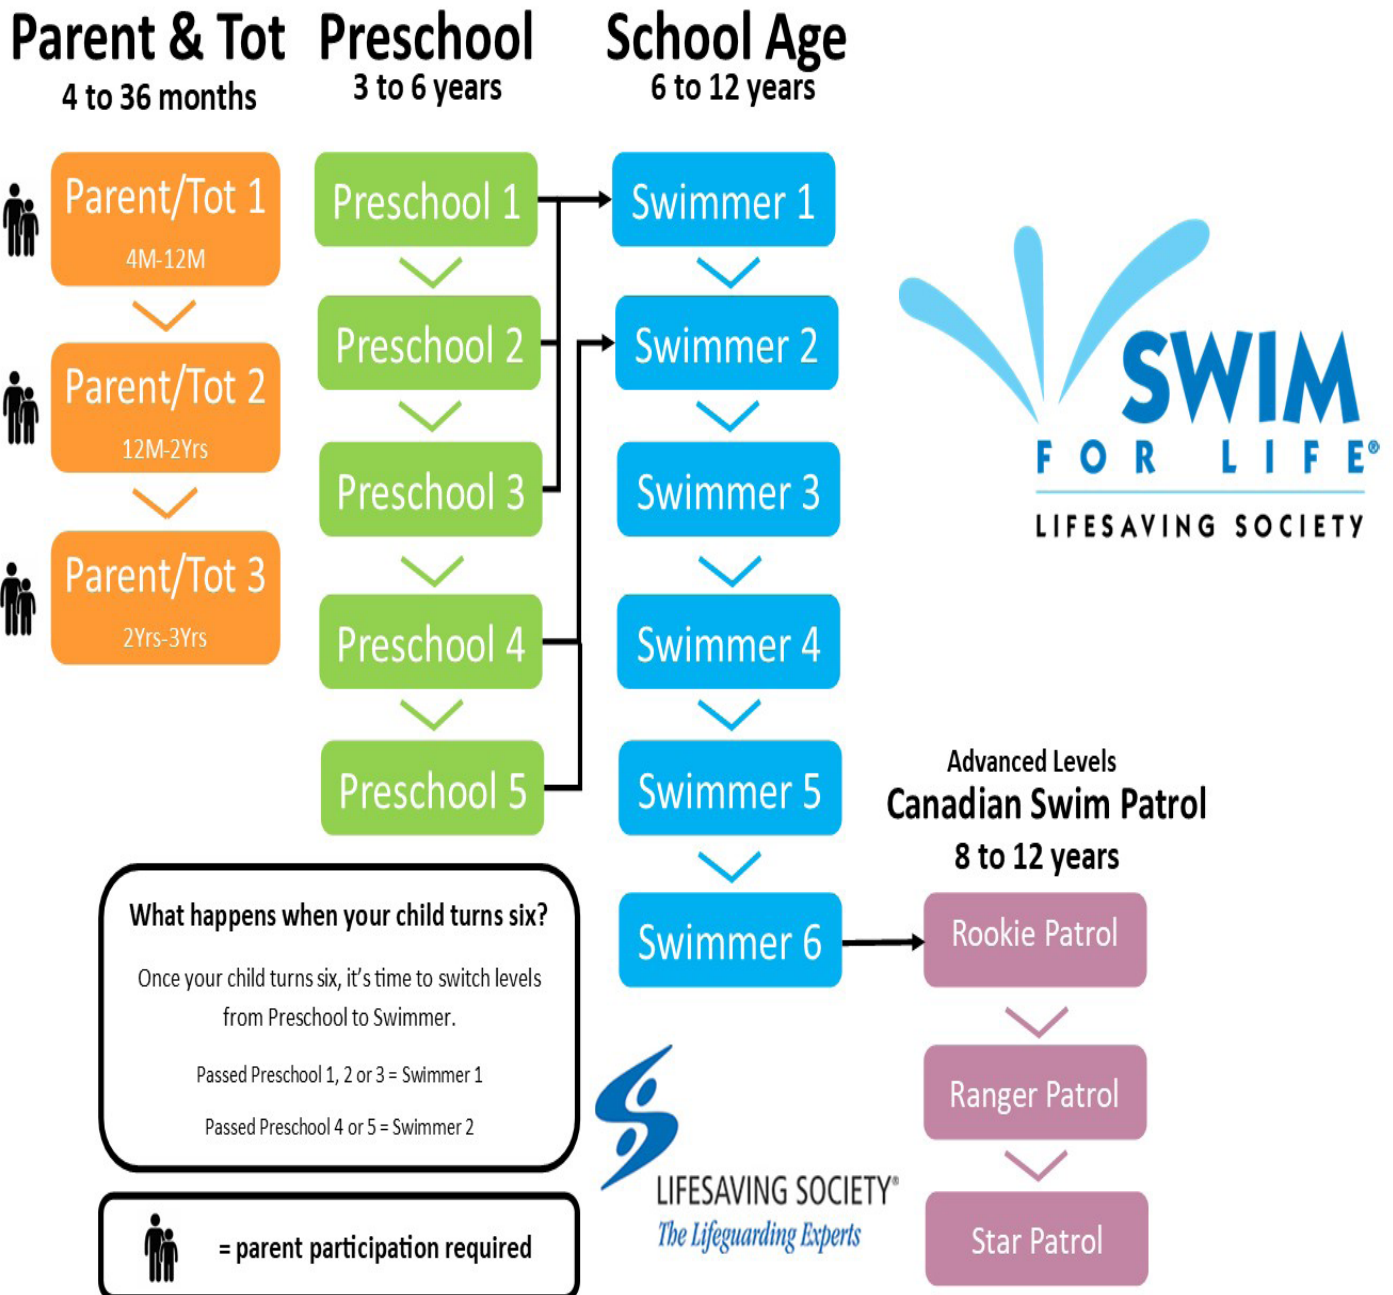 Parent & Tot
4 to 36 months
Parent/Tot 1
4M-12M
Parent/Tot 2
12M-2Yrs
Parent/Tot 3
2Yrs-3Yrs
Preschool
3 to 6 years
Preschool 1
Preschool 2
Preschool 3
Preschool 4
Preschool 5
School Age
6 to 12 years
Swimmer 1
Swimmer 2
Swimmer 3
Swimmer 4
Swimmer 5
Swimmer 6
SWIM
FOR LIFE®
LIFESAVING SOCIETY
Advanced Levels
Canadian Swim Patrol
8 to 12 years
Rookie Patrol
Ranger Patrol
Star Patrol
What happens when your child turns six?
Once your child turns six, it's time to switch levels
from Preschool to Swimmer.
Passed Preschool 1, 2 or 3 = Swimmer 1
Passed Preschool 4 or 5 = Swimmer 2
= parent participation required
LIFESAVING SOCIETY®
The Lifeguarding Experts